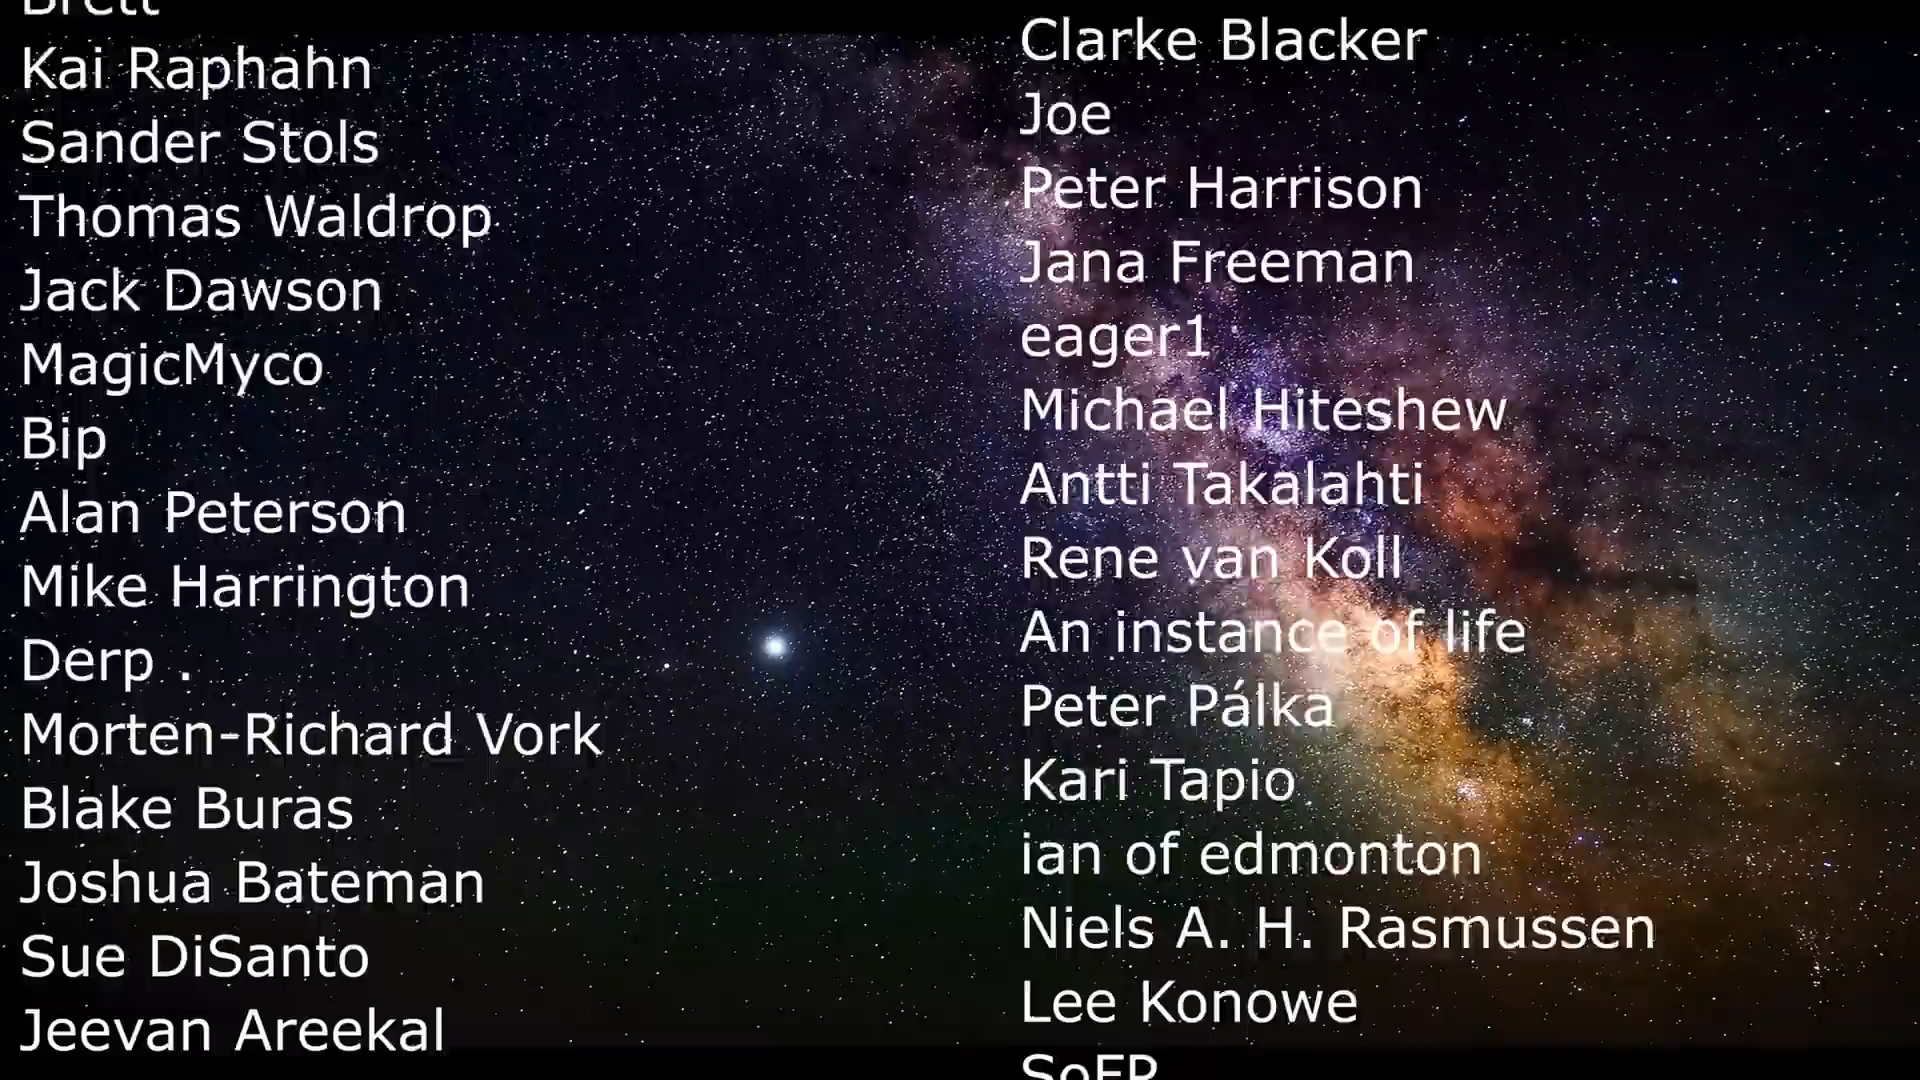 Brett
Kai Raphahn
Sander Stols
Thomas Waldrop
Jack Dawson
MagicMyco
Bip
Alan Peterson
Mike Harrington
Derp .
Morten-Richard Vork
Blake Buras
Joshua Bateman
Sue DiSanto
Jeevan Areekal
Clarke Blacker
Joe
Peter Harrison
Jana Freeman
eager1
Michael Hiteshew
Antti Takalahti
Rene van Koll
An instance of life
Peter Pálka
Kari Tapio
ian of edmonton
Niels A. H. Rasmussen
Lee Konowe